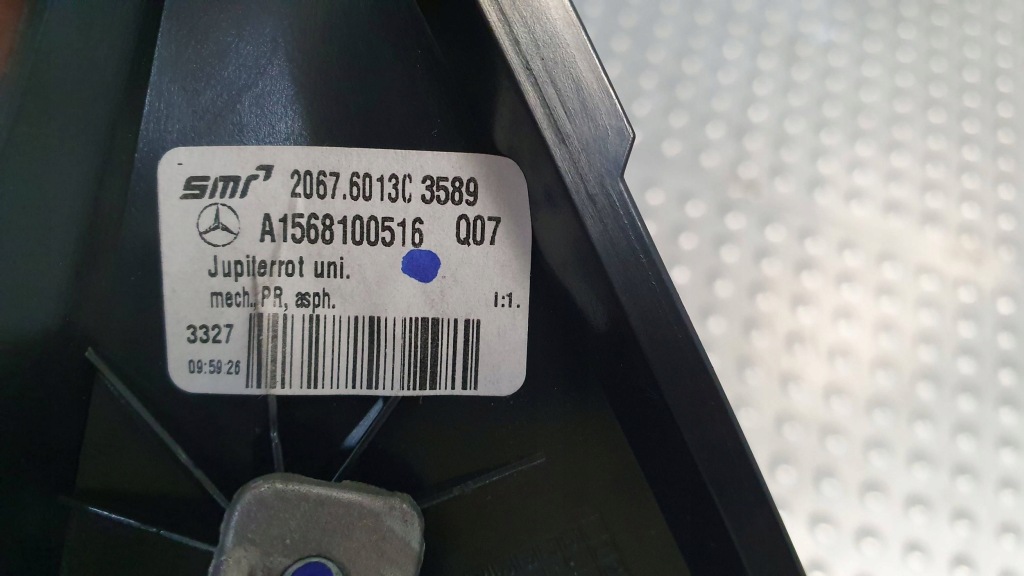 smr 2067.6013C 3589
A1568100516 Q07
Jupiterrot uni.
mech. PR, asph. I:1.
3327
09:59:26